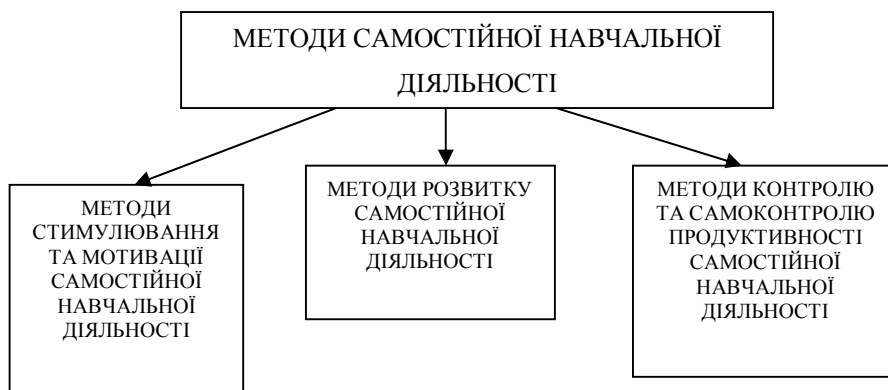 МЕТОДИ САМОСТІЙНОЇ НАВЧАЛЬНОЇ
ДІЯЛЬНОСТІ
МЕТОДИ
СТИМУЛЮВАННЯ
ТА МОТИВАЦІЇ
САМОСТІЙНОЇ
НАВЧАЛЬНОЇ
ДІЯЛЬНОСТІ
МЕТОДИ РОЗВИТКУ
САМОСТІЙНОЇ
НАВЧАЛЬНОЇ
ДІЯЛЬНОСТІ
МЕТОДИ КОНТРОЛЮ
ТА САМОКОНТРОЛЮ
ПРОДУКТИВНОСТІ
САМОСТІЙНОЇ
НАВЧАЛЬНОЇ
ДІЯЛЬНОСТІ